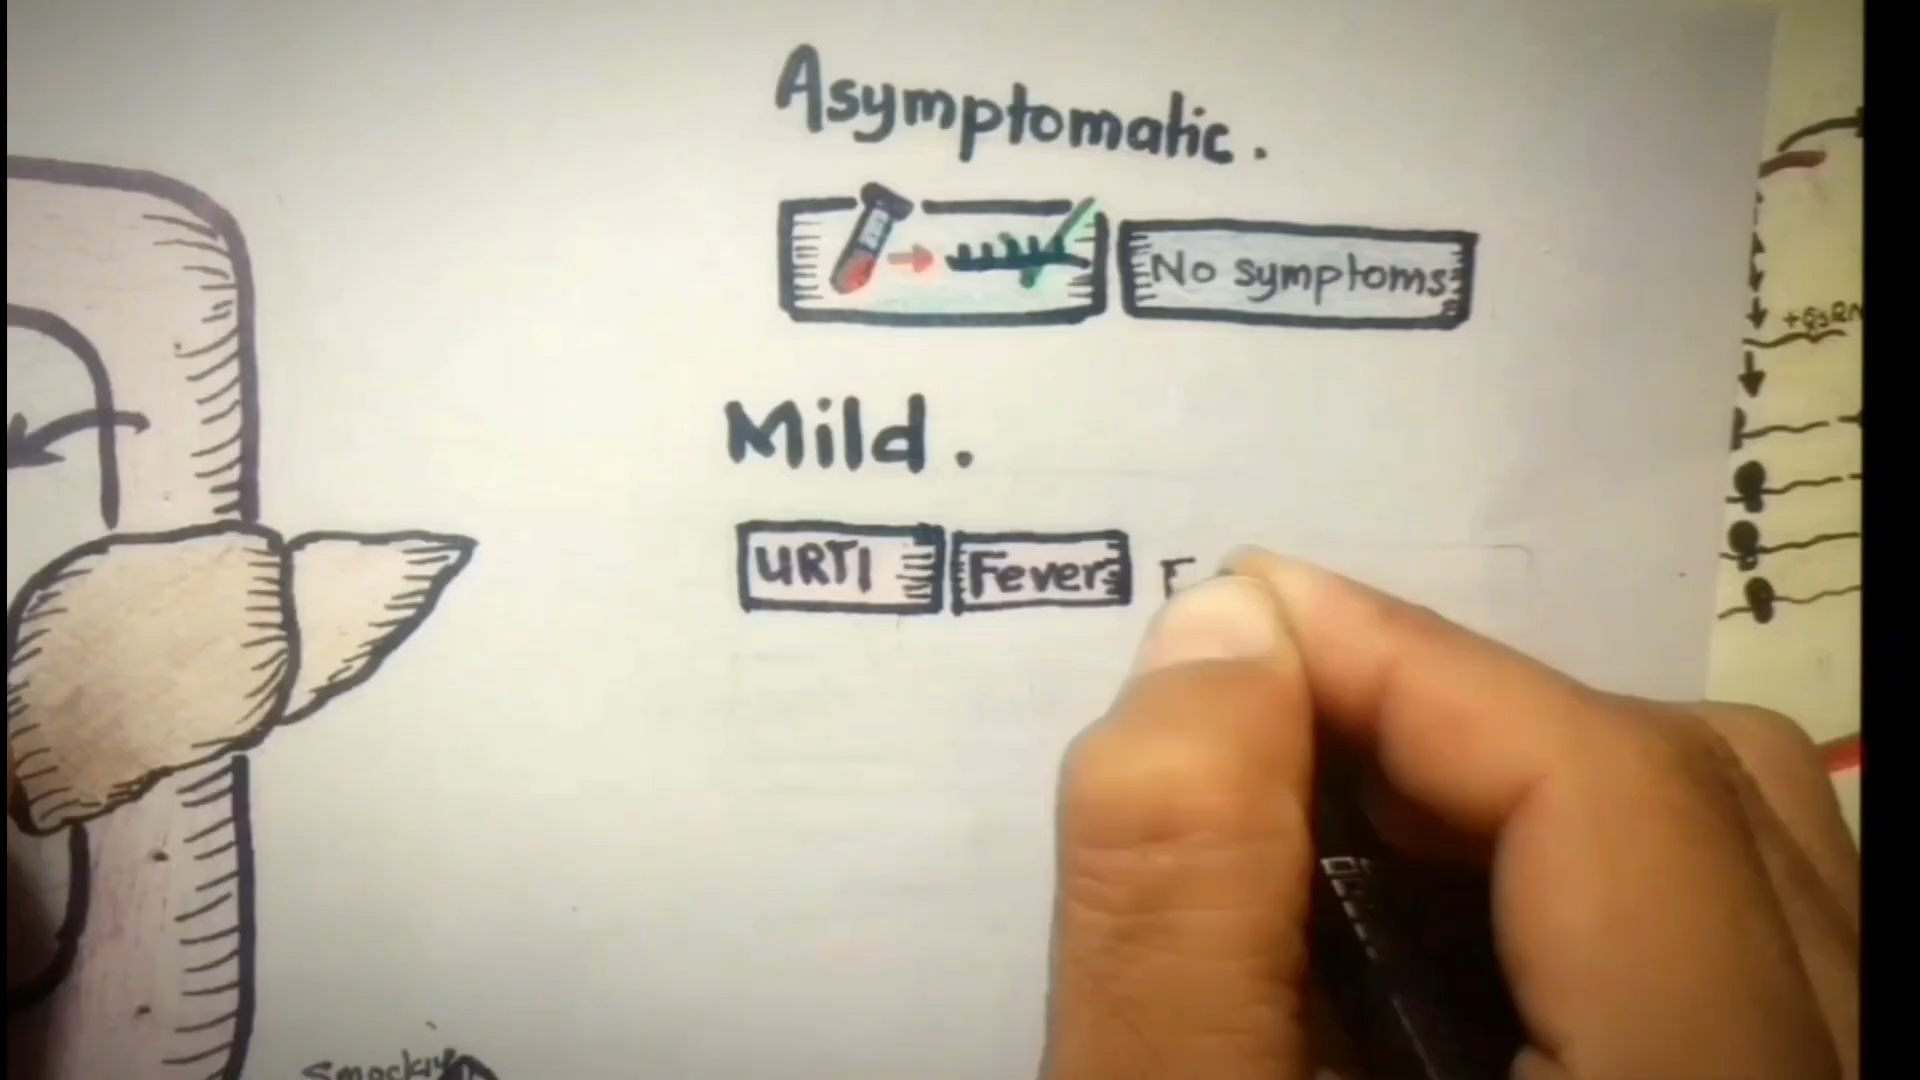 Asymptomatic.
No symptoms
Mild.
URTI Fever F